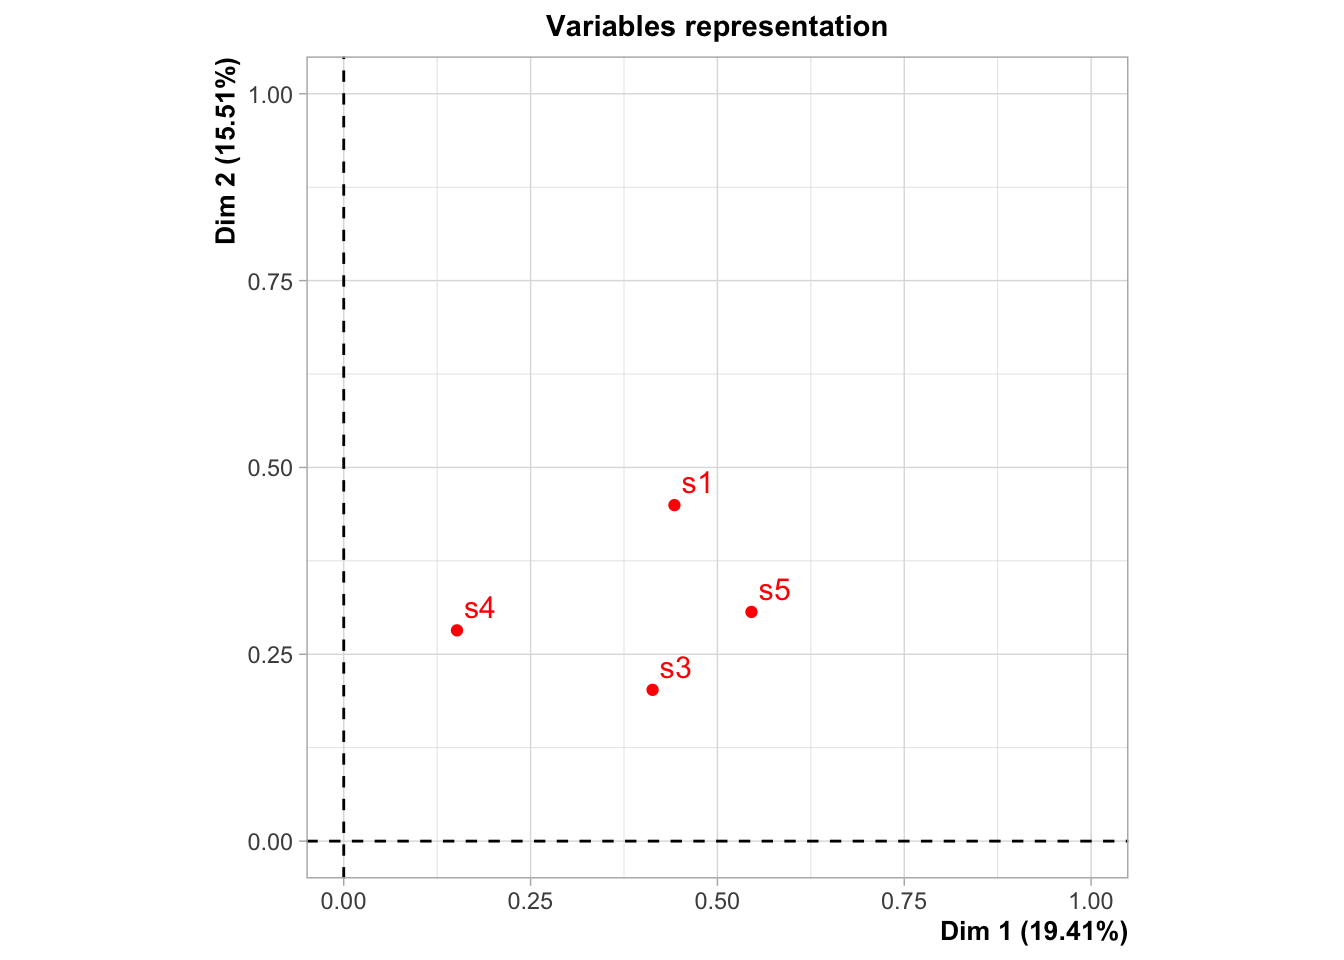 Variables representation
Dim 2 (15.51%)
1.00
0.75
0.50
0.25
0.00
s1
s5
s4
s3
0.00 0.25 0.50 0.75 1.00
Dim 1 (19.41%)